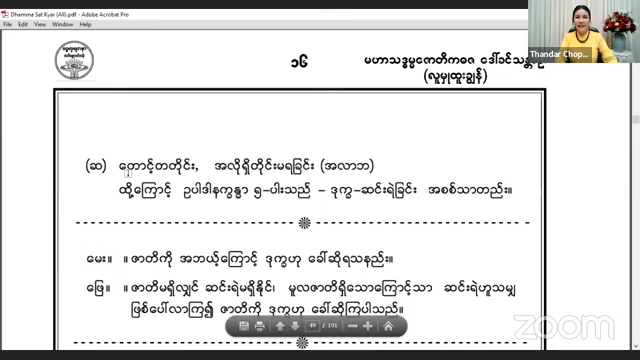 Dhamma Sat Kyar (All).pdf - Adobe Acrobat Pro
File Edit View Window Help
Thandar Chop...
၁၆
မဟာသဒ္ဓမ္မဇောတိကဓဇ ဒေါ်ခင်သန္တာ
(လူမှုထူးချွန်)
(ဆ) ကြောင့်တတိုင်း, အလိုရှိတိုင်းမရခြင်း (အလာဘ)
ထို့ကြောင့် ဥပါဒါနက္ခန္ဓာ ၅-ပါးသည် - ဒုက္ခ-ဆင်းရဲခြင်း အစစ်သာတည်း။
မေး။ ။ ဇာတိကို အဘယ့်ကြောင့် ဒုက္ခဟု ခေါ်ဆိုရသနည်း။
ဖြေ။ ။ ဇာတိမရှိလျှင် ဆင်းရဲမရှိနိုင်၊ မူလဇာတိရှိသောကြောင့်သာ ဆင်းရဲဟူသမျှ
ဖြစ်ပေါ်လာကြ၍ ဇာတိကို ဒုက္ခဟု ခေါ်ဆိုကြပါသည်။
49 / 191
zoom